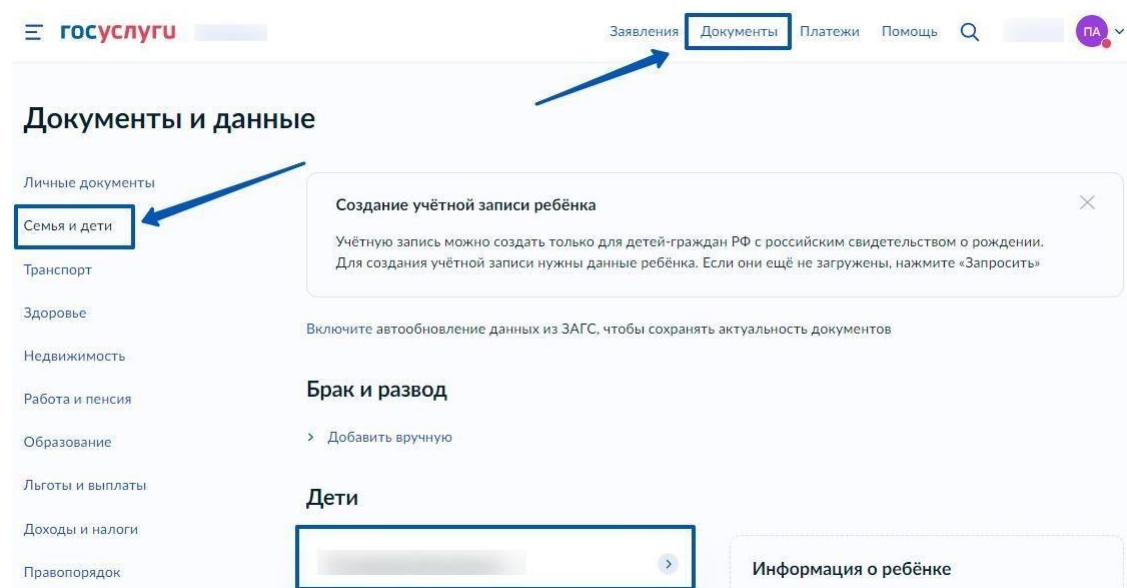 госуслуги
Заявления Документы Платежи Помощь
ПА
Документы и данные
Личные документы
Семья и дети
Транспорт
Здоровье
Недвижимость
Работа и пенсия
Образование
Льготы и выплаты
Доходы и налоги
Правопорядок
Создание учётной записи ребёнка
Учётную запись можно создать только для детей-граждан РФ с российским свидетельством о рождении.
Для создания учётной записи нужны данные ребёнка. Если они ещё не загружены, нажмите «Запросить»
Включите автообновление данных из ЗАГС, чтобы сохранять актуальность документов
Брак и развод
Добавить вручную
Дети
Информация о ребёнке